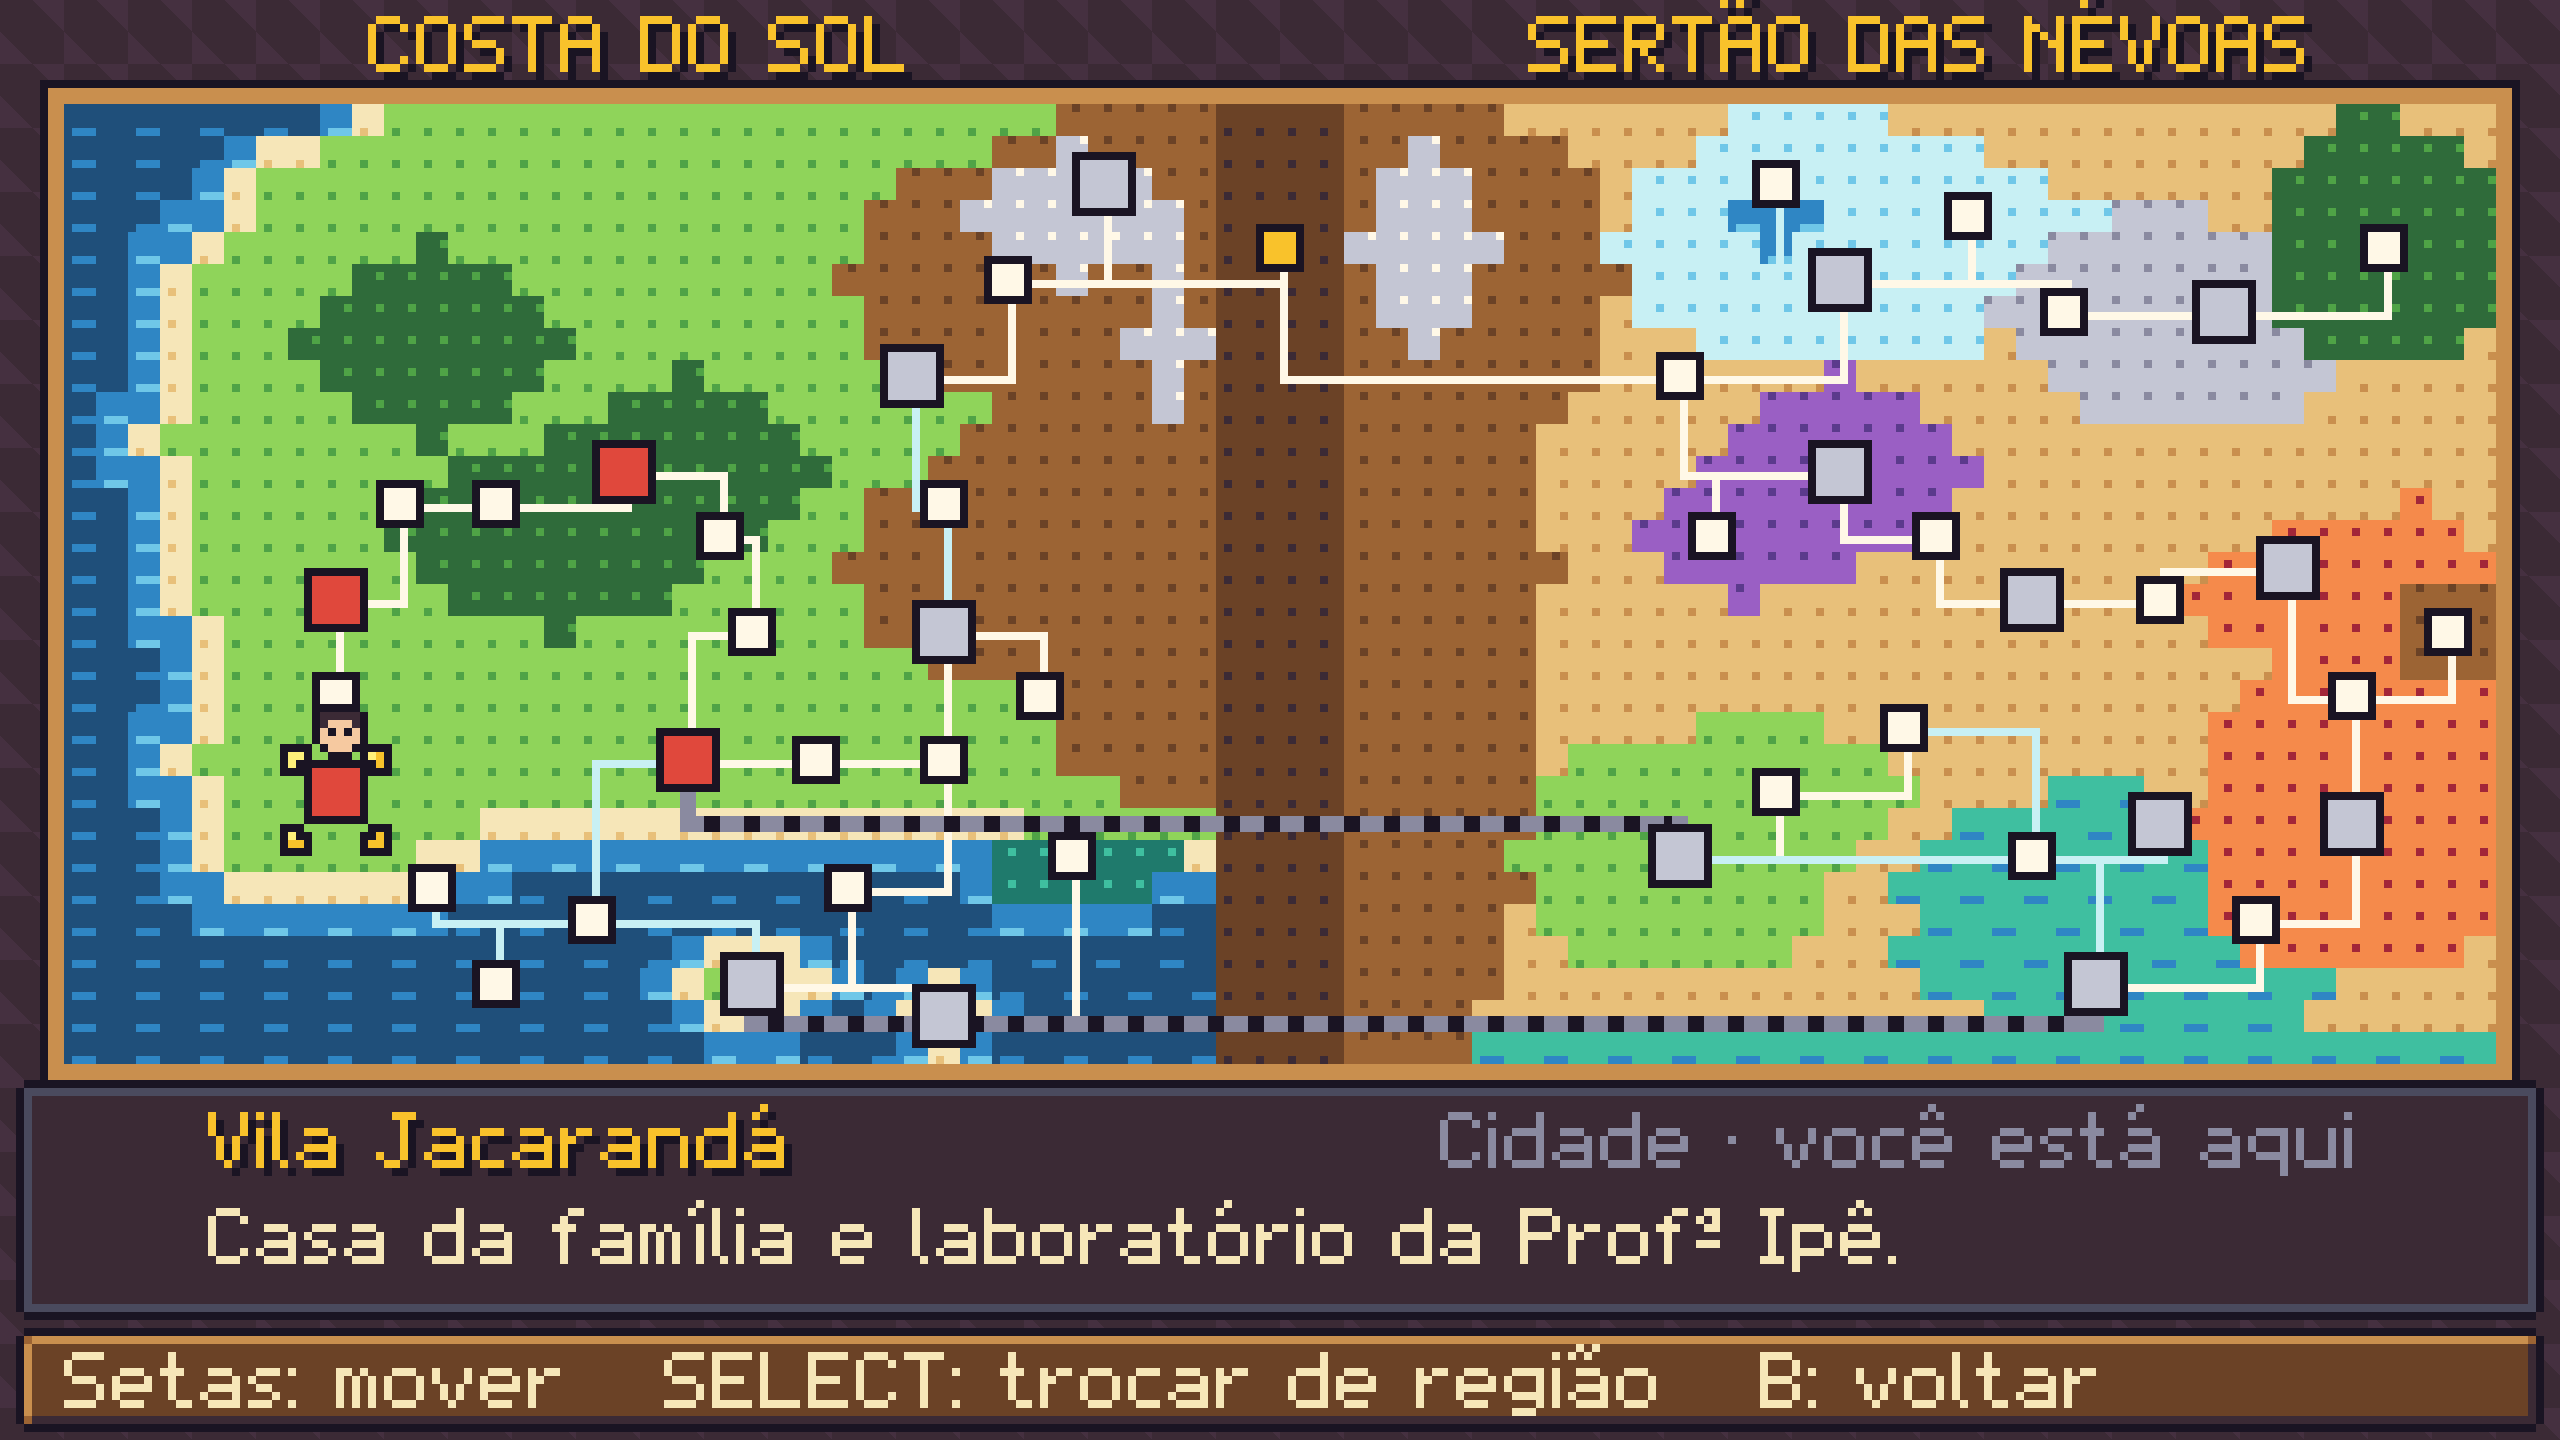 COSTA DO SOL
SERTÃO DAS NÉVOAS
Vila Jacarandá
Cidade · você está aqui
Casa da família e laboratório da Profª Ipê.
Setas: mover SELECT: trocar de região B: voltar